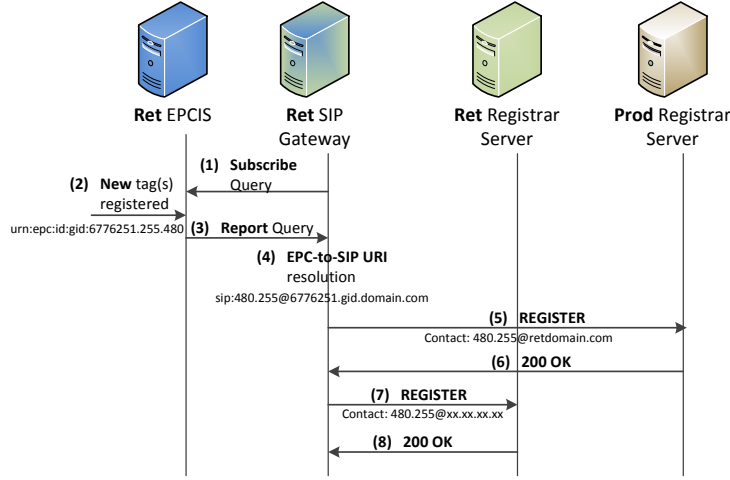 Ret EPCIS
Ret SIP
Gateway
Ret Registrar
Server
Prod Registrar
Server
(1) Subscribe
Query
(2) New tag(s)
registered
urn:epc:id:gid:6776251.255.480
(3) Report Query
(4) EPC-to-SIP URI
resolution
sip:480.255@6776251.gid.domain.com
(5) REGISTER
Contact: 480.255@retdomain.com
(6) 200 OK
(7) REGISTER
Contact: 480.255@xx.xx.xx.xx
(8) 200 OK